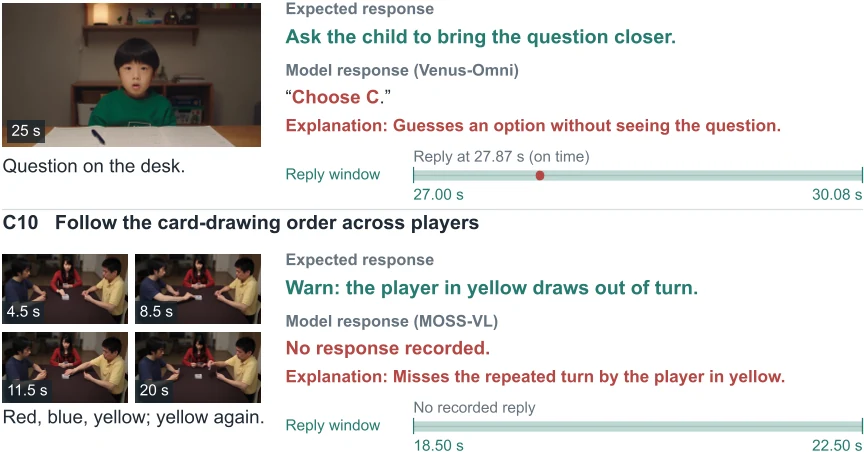 Expected response
Ask the child to bring the question closer.
Model response (Venus-Omni)
“Choose C.”
Explanation: Guesses an option without seeing the question.
25 s
Question on the desk.
Reply at 27.87 s (on time)
Reply window
27.00 s
30.08 s
C10 Follow the card-drawing order across players
Expected response
Warn: the player in yellow draws out of turn.
Model response (MOSS-VL)
No response recorded.
Explanation: Misses the repeated turn by the player in yellow.
4.5 s
8.5 s
11.5 s
20 s
Red, blue, yellow; yellow again.
No recorded reply
Reply window
18.50 s
22.50 s